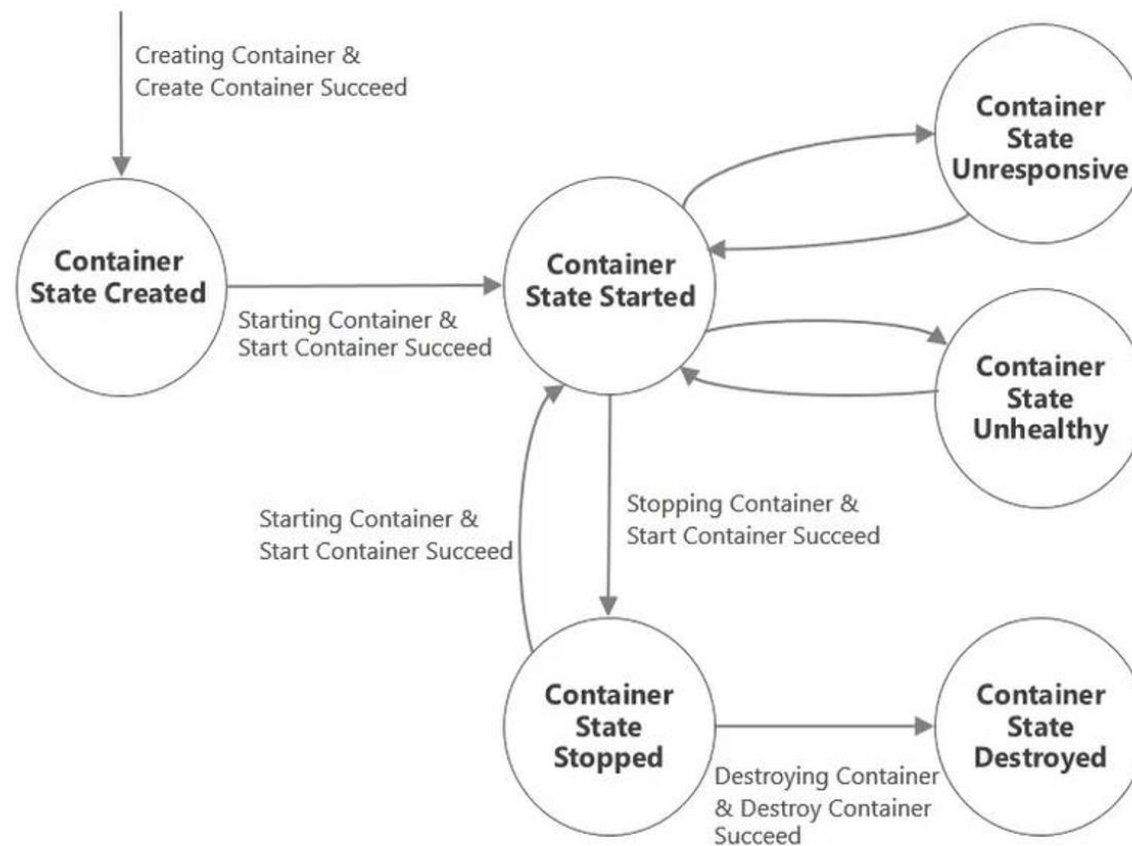 Creating Container &
Create Container Succeed
Container
State
Unresponsive
Container
State Created
Container
State Started
Starting Container &
Start Container Succeed
Container
State
Unhealthy
Starting Container &
Start Container Succeed
Stopping Container &
Start Container Succeed
Container
State
Stopped
Container
State
Destroyed
Destroying Container
& Destroy Container
Succeed